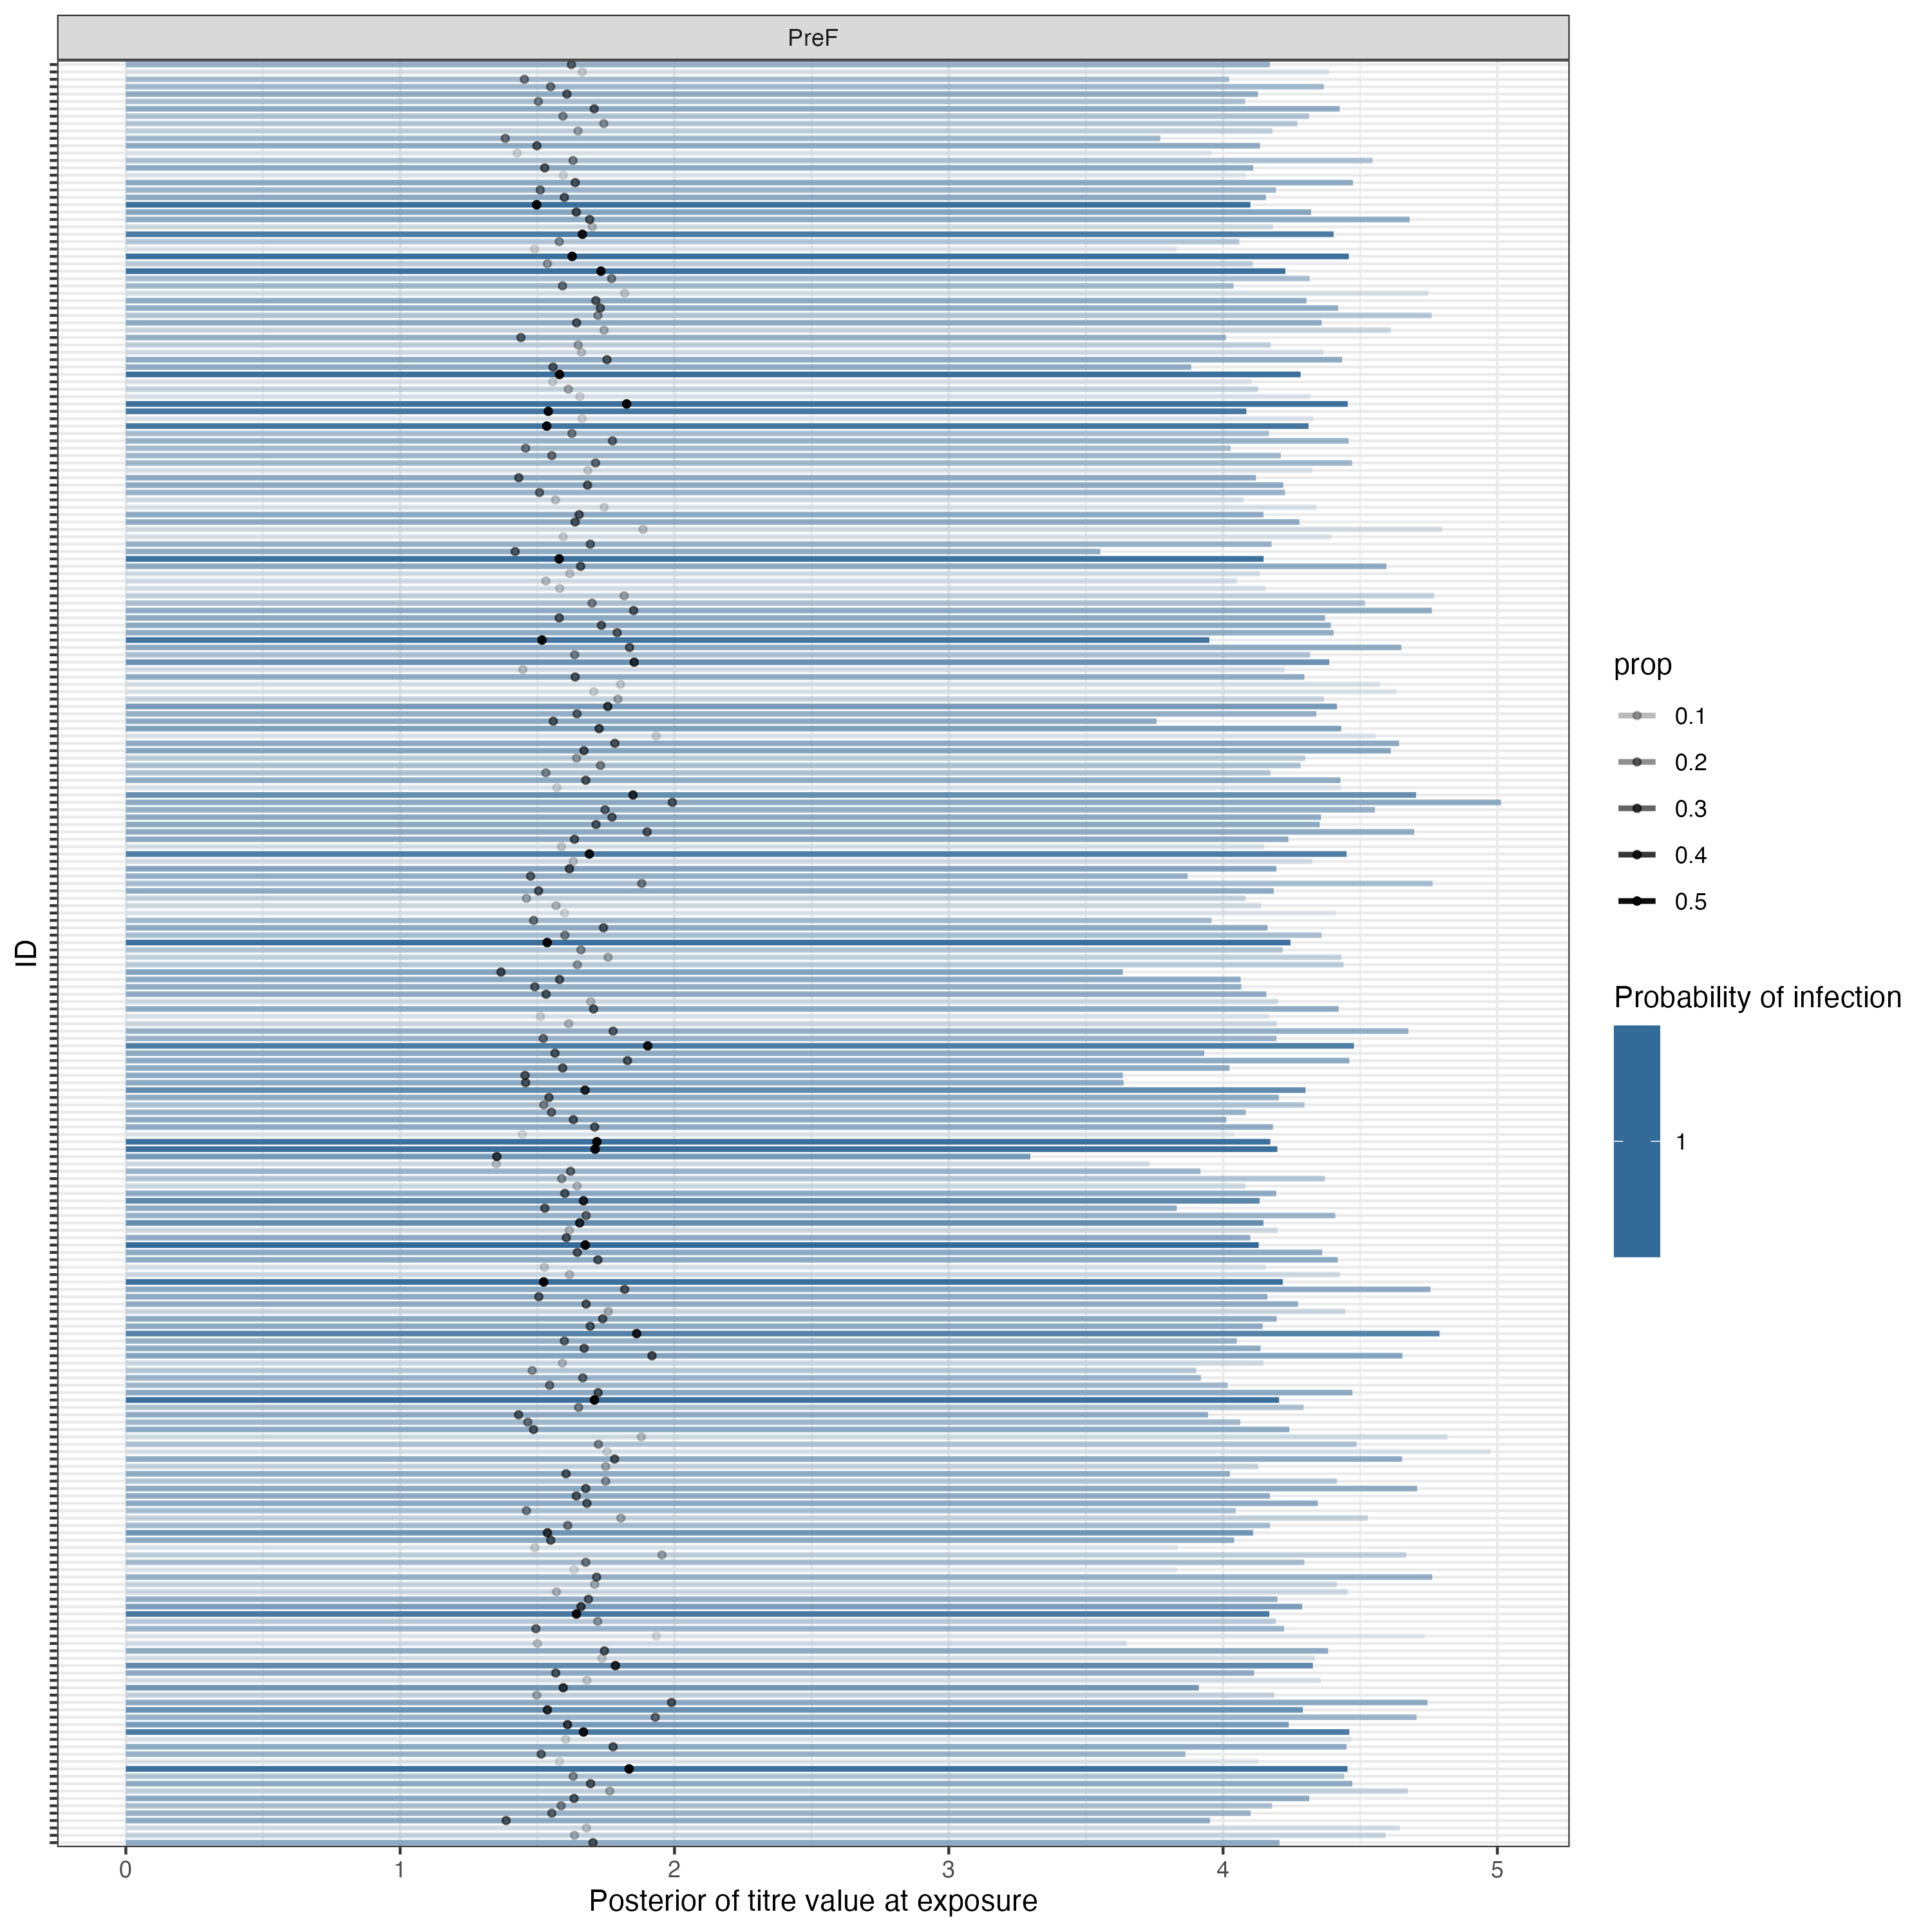 PreF
ID
0 1 2 3 4 5
Posterior of titre value at exposure
prop
0.1
0.2
0.3
0.4
0.5
Probability of infection
1